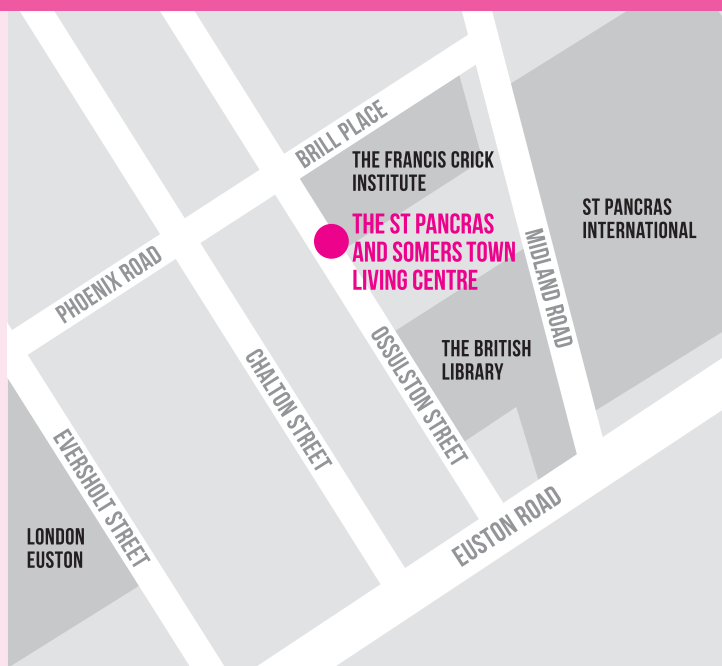 BRILL PLACE
THE FRANCIS CRICK
INSTITUTE
THE ST PANCRAS
AND SOMERS TOWN
LIVING CENTRE
ST PANCRAS
INTERNATIONAL
MIDLAND ROAD
PHOENIX ROAD
CHALTON STREET
OSSULSTON STREET
THE BRITISH
LIBRARY
EVERSHOLT STREET
EUSTON ROAD
LONDON
EUSTON